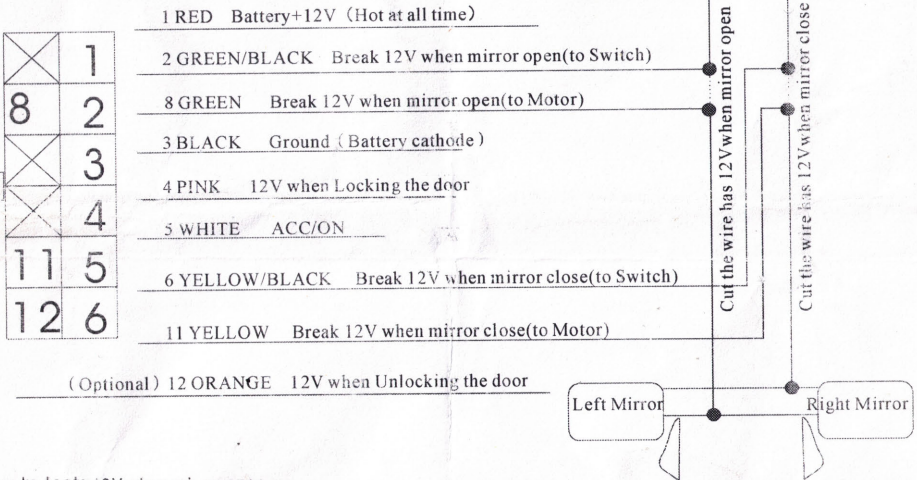 1 RED Battery+12V (Hot at all time)
2 GREEN/BLACK Break 12V when mirror open(to Switch)
8 GREEN Break 12V when mirror open(to Motor)
3 BLACK Ground (Battery cathode)
4 PINK 12V when Locking the door
5 WHITE ACC/ON
6 YELLOW/BLACK Break 12V when mirror close(to Switch)
11 YELLOW Break 12V when mirror close(to Motor)
(Optional) 12 ORANGE 12V when Unlocking the door
1
8 2
3
4
11 5
12 6
Cut the wire has 12V when mirror open
Cut the wire has 12V when mirror close
Left Mirror
Right Mirror